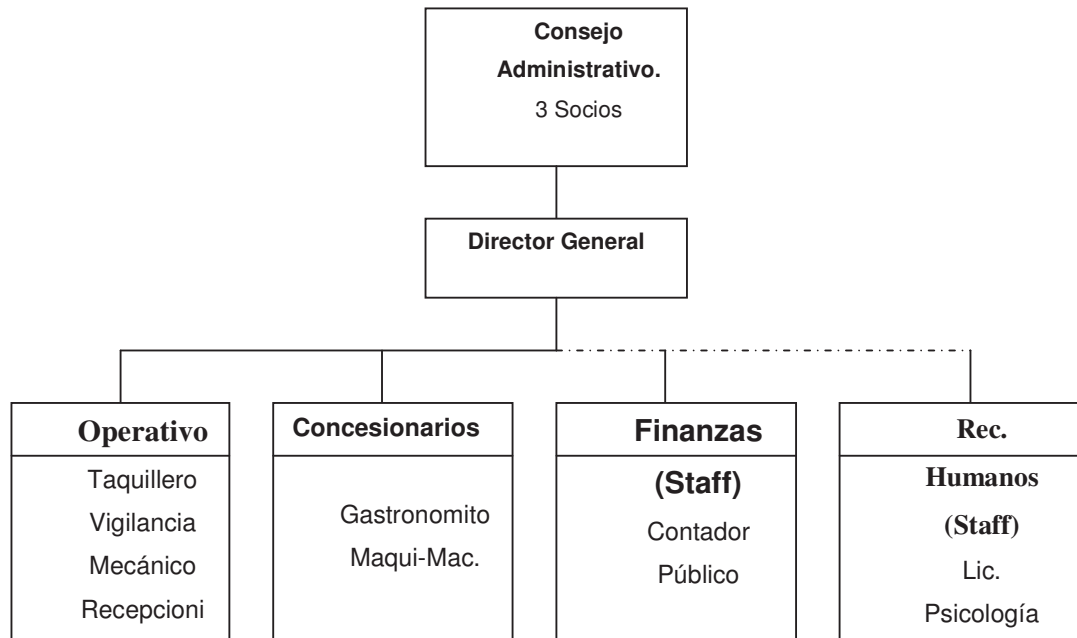 Consejo
Administrativo.
3 Socios
Director General
Operativo
Taquillero
Vigilancia
Mecánico
Recepcioni
Concesionarios
Gastronomito
Maqui-Mac.
Finanzas
(Staff)
Contador
Público
Rec.
Humanos
(Staff)
Lic.
Psicología